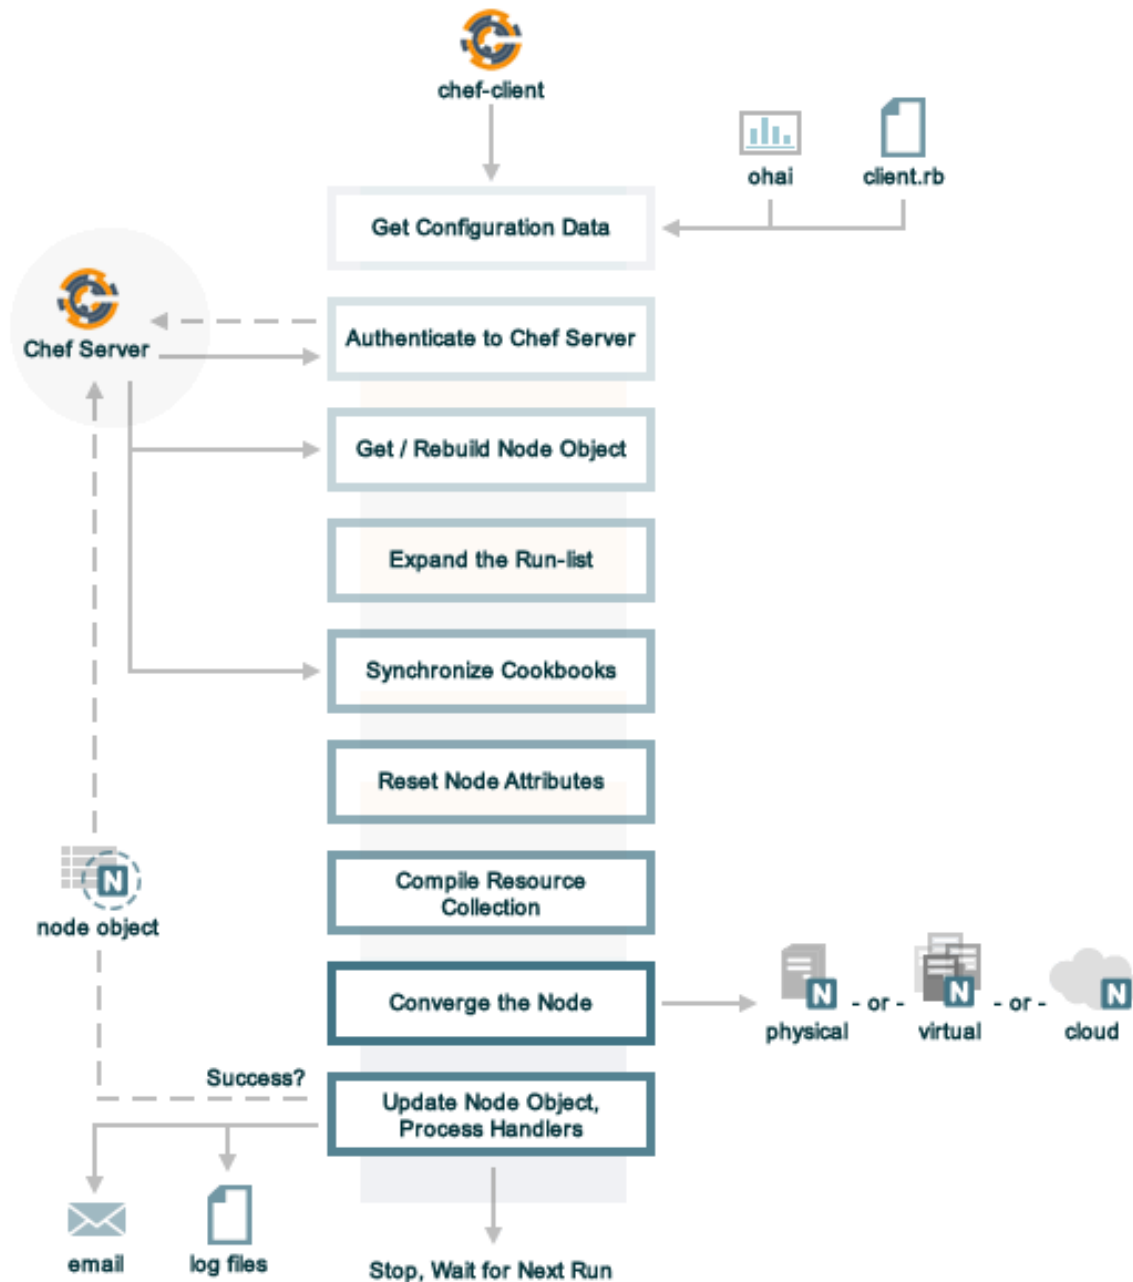 chef-client
ohai
client.rb
Get Configuration Data
Chef Server
Authenticate to Chef Server
Get / Rebuild Node Object
Expand the Run-list
Synchronize Cookbooks
Reset Node Attributes
Compile Resource
Collection
N
node object
Converge the Node
N
- or -
N
- or -
N
physical
virtual
cloud
Success?
Update Node Object,
Process Handlers
email
log files
Stop, Wait for Next Run